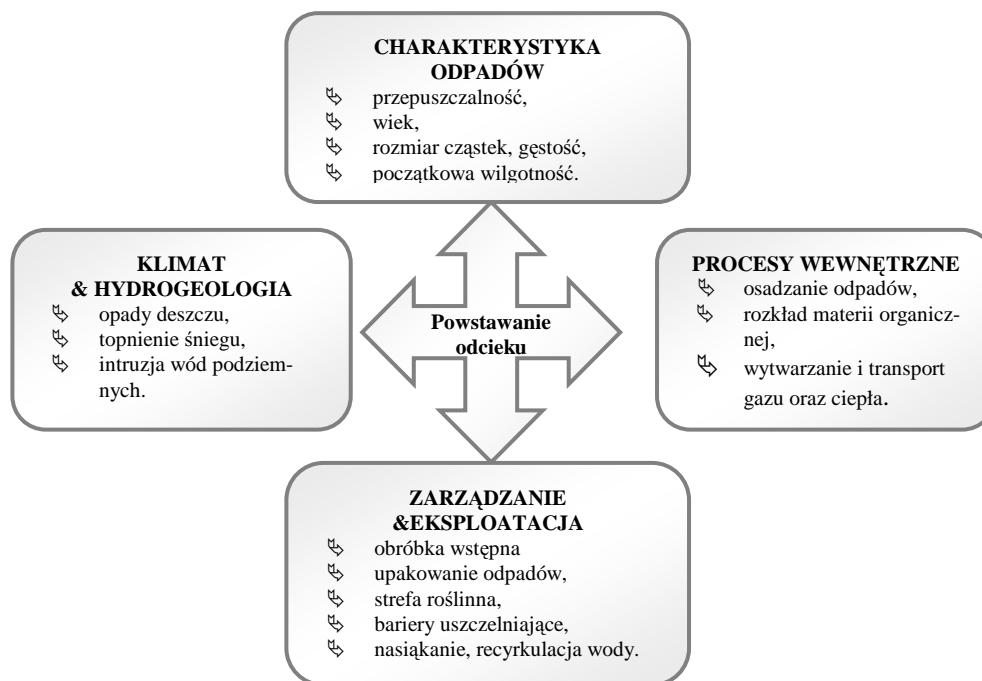 CHARAKTERYSTYKA
ODPADÓW
przepuszczalność,
wiek,
rozmiar cząstek, gęstość,
początkowa wilgotność.
KLIMAT
& HYDROGEOLOGIA
opady deszczu,
topnienie śniegu,
intruzja wód podziem-
nych.
Powstawanie
odcieku
PROCESY WEWNĘTRZNE
osadzanie odpadów,
rozkład materii organicz-
nej,
wytwarzanie i transport
gazu oraz ciepła.
ZARZĄDZANIE
&EKSPLOATACJA
obróbka wstępna
upakowanie odpadów,
strefa roślinna,
bariery uszczelniające,
nasiąkanie, recyrkulacja wody.